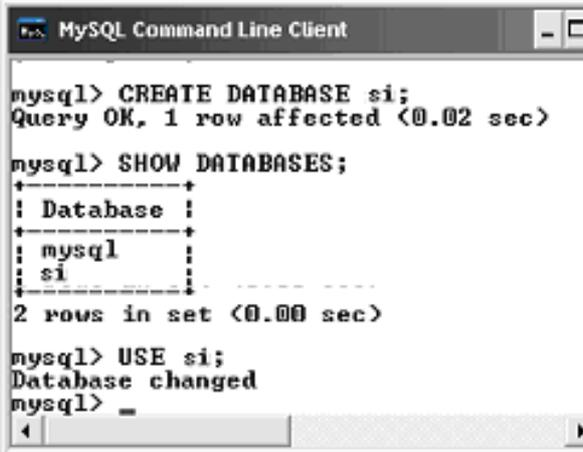 MySQL Command Line Client
mysql> CREATE DATABASE si;
Query OK, 1 row affected (0.02 sec)
mysql> SHOW DATABASES;
+----------+
| Database |
+----------+
| mysql    |
| si       |
+----------+
2 rows in set (0.00 sec)
mysql> USE si;
Database changed
mysql> _